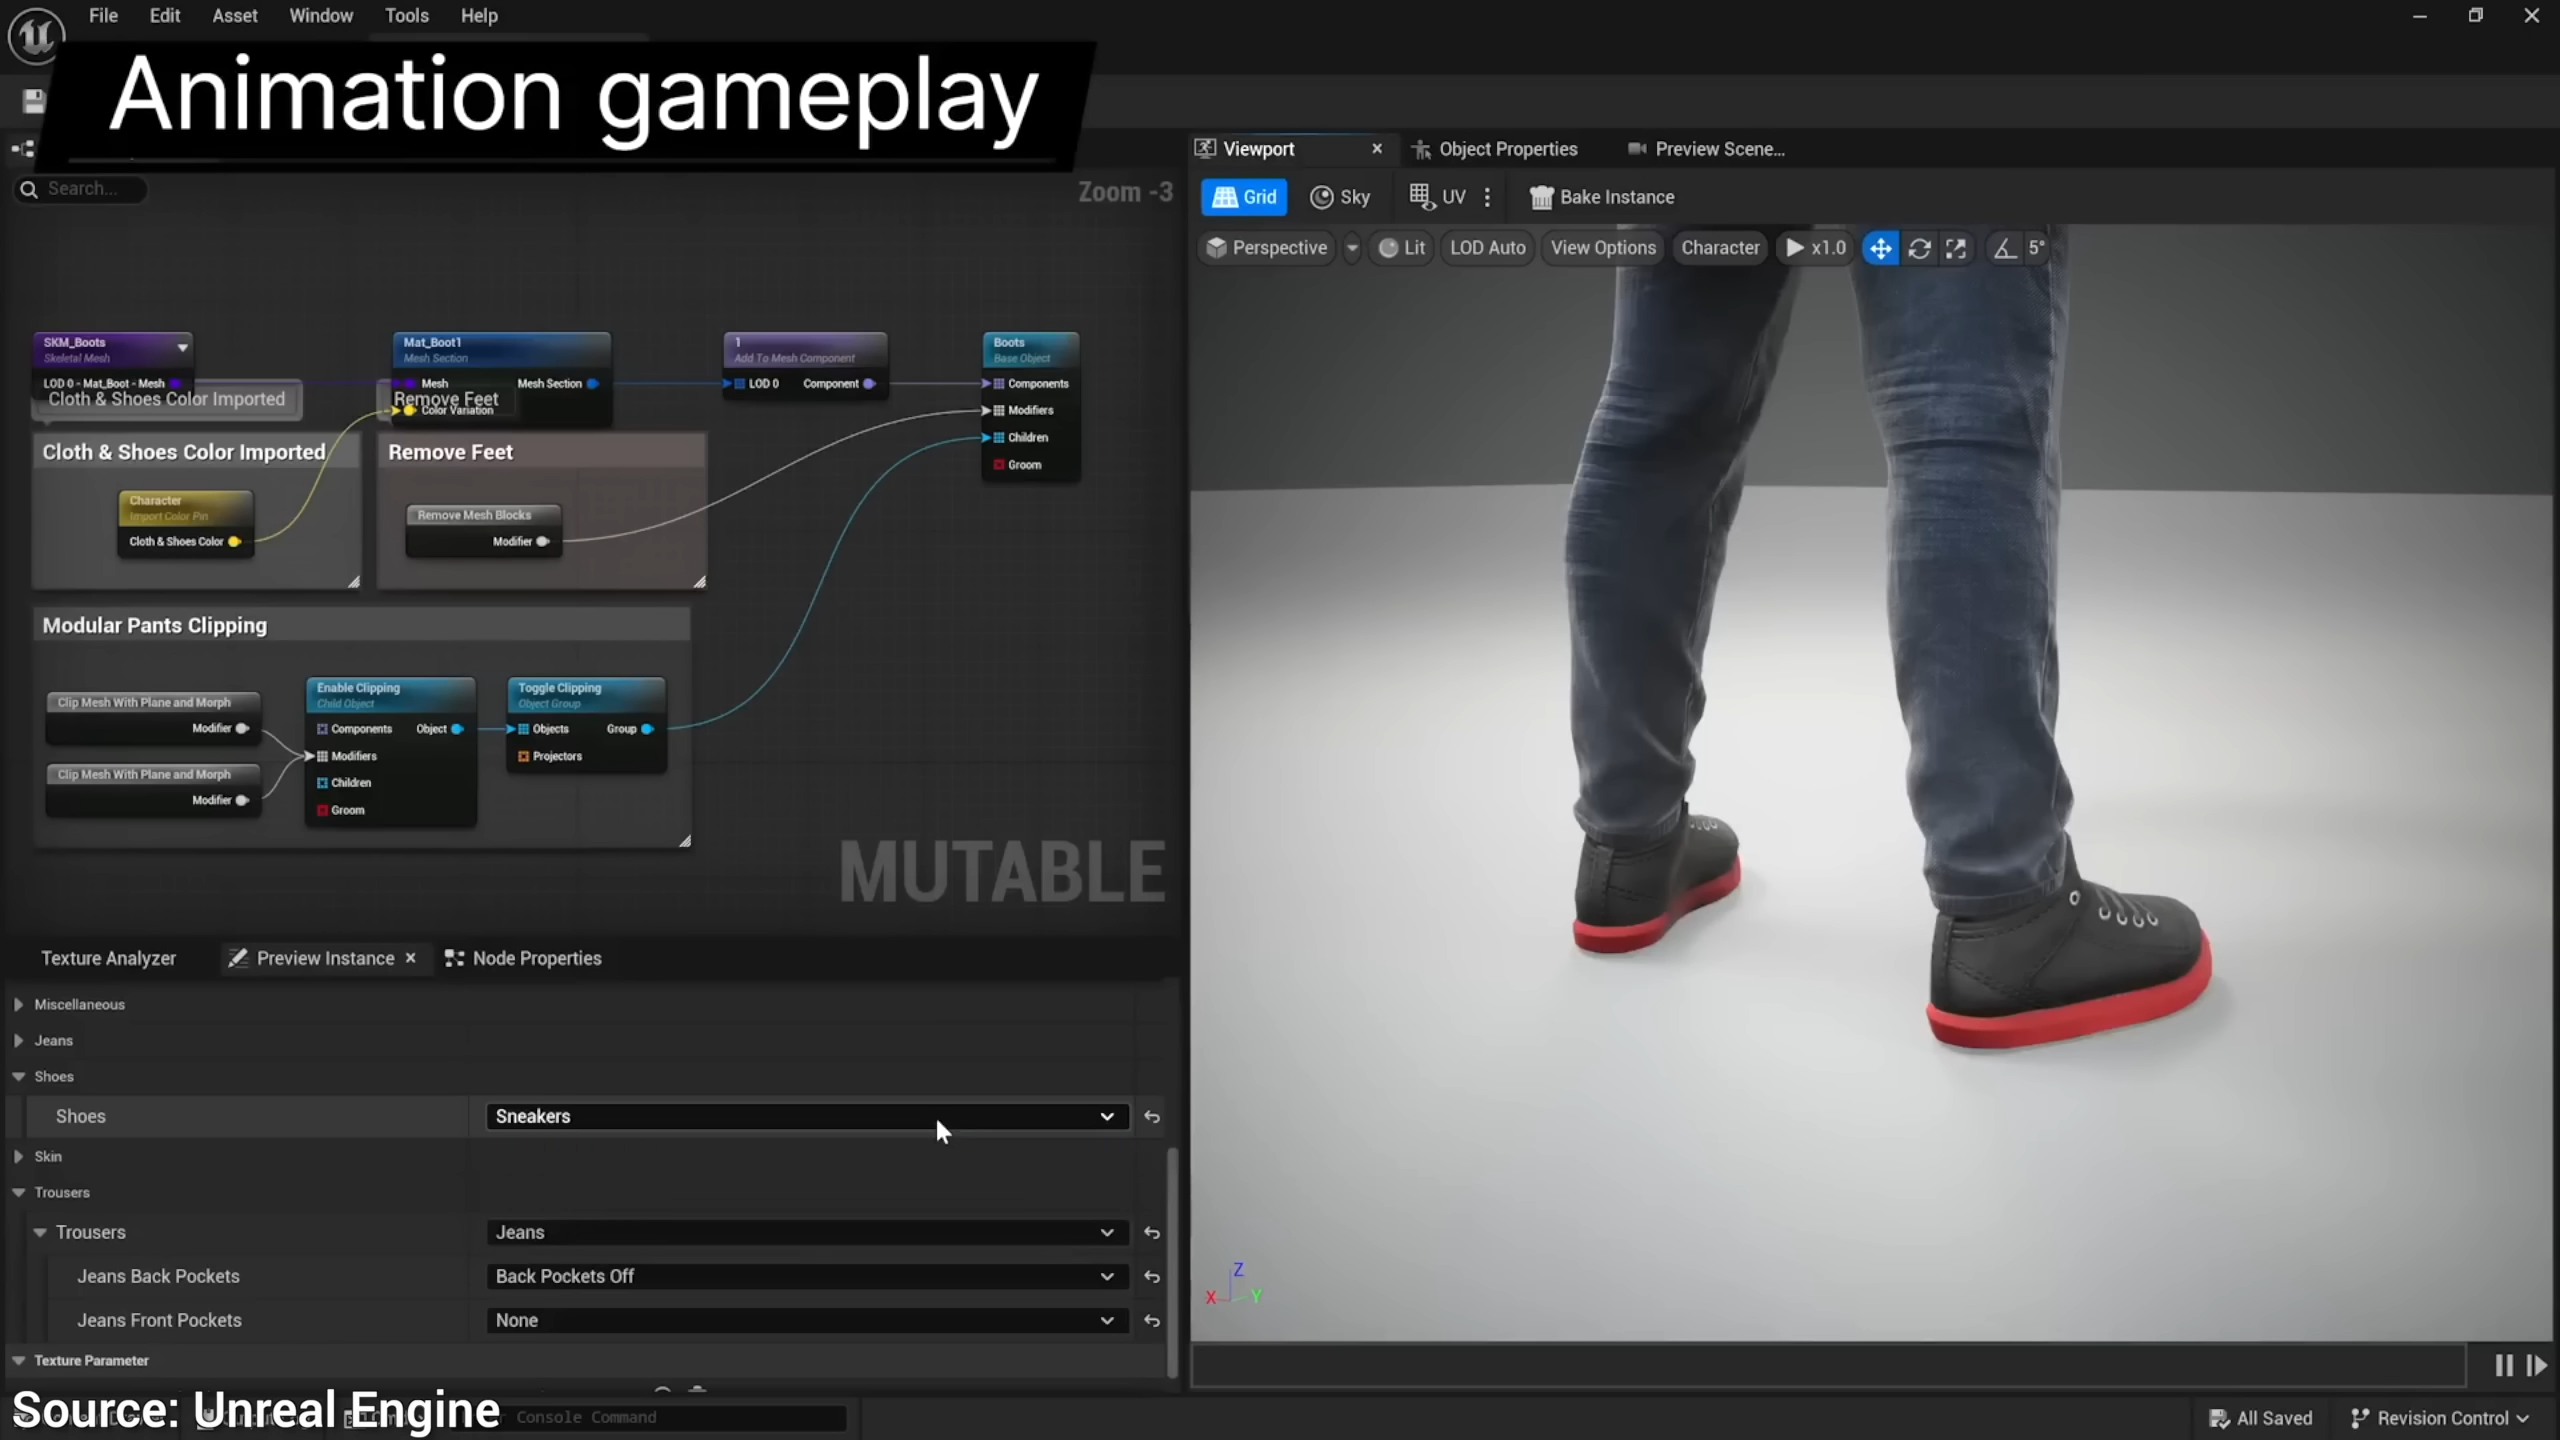 File Edit Asset Window Tools Help
Animation gameplay
Search...
Zoom -3
SKM_Boots
Skeletal Mesh
LOD 0 - Mat_Boot - Mesh
Cloth & Shoes Color Imported
Mat_Boot1
Mesh Section
Mesh Mesh Section
Color Variation
Remove Feet
1
Add To Mesh Component
LOD 0 Component
Boots
Base Object
Components
Modifiers
Children
Groom
Cloth & Shoes Color Imported
Character
Import Color Pin
Cloth & Shoes Color
Remove Feet
Remove Mesh Blocks
Modifier
Modular Pants Clipping
Clip Mesh With Plane and Morph
Modifier
Clip Mesh With Plane and Morph
Modifier
Enable Clipping
Child Object
Components Object
Modifiers
Children
Groom
Toggle Clipping
Object Group
Objects Group
Projectors
MUTABLE
Texture Analyzer Preview Instance Node Properties
Miscellaneous
Jeans
Shoes
Shoes Sneakers
Skin
Trousers
Trousers Jeans
Jeans Back Pockets Back Pockets Off
Jeans Front Pockets None
Texture Parameter
Viewport Object Properties Preview Scene...
Grid Sky UV Bake Instance
Perspective Lit LOD Auto View Options Character x1.0 5°
Z
X Y
Source: Unreal Engine
Console Command
All Saved Revision Control